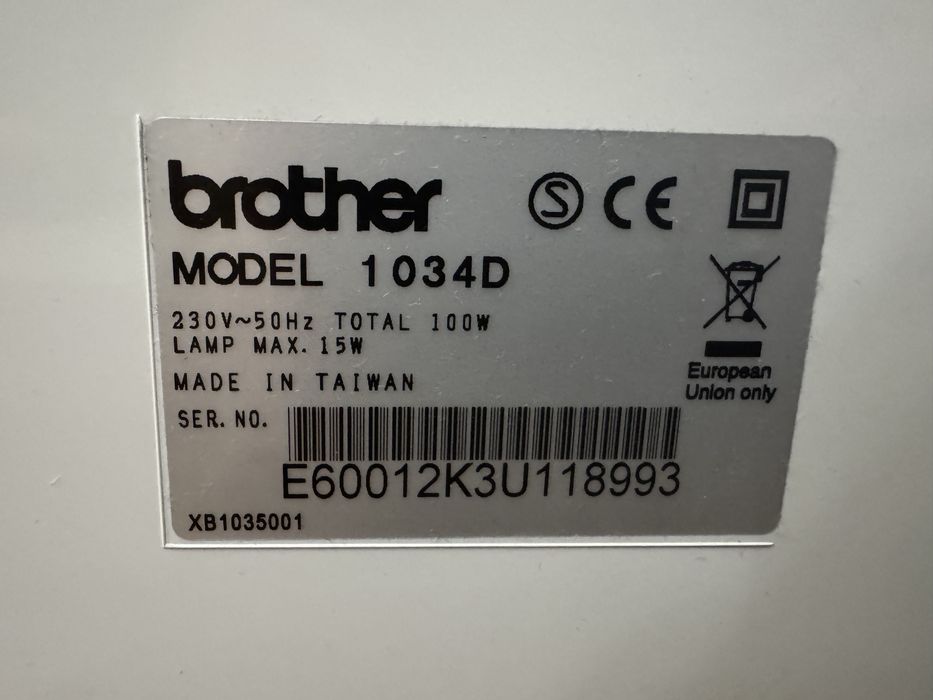 brother
S CE
MODEL 1034D
230V~50Hz TOTAL 100W
LAMP MAX. 15W
MADE IN TAIWAN
European
Union only
SER. NO.
E60012K3U118993
XB1035001